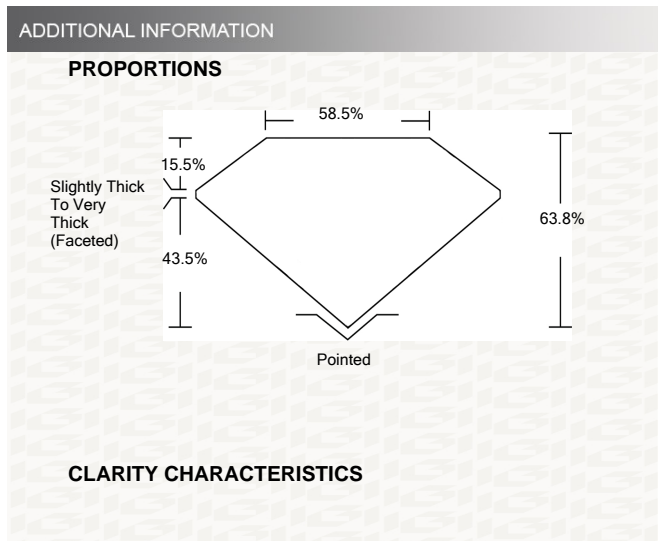 ADDITIONAL INFORMATION
PROPORTIONS
58.5%
15.5%
Slightly Thick
To Very
Thick
(Faceted)
63.8%
43.5%
Pointed
CLARITY CHARACTERISTICS